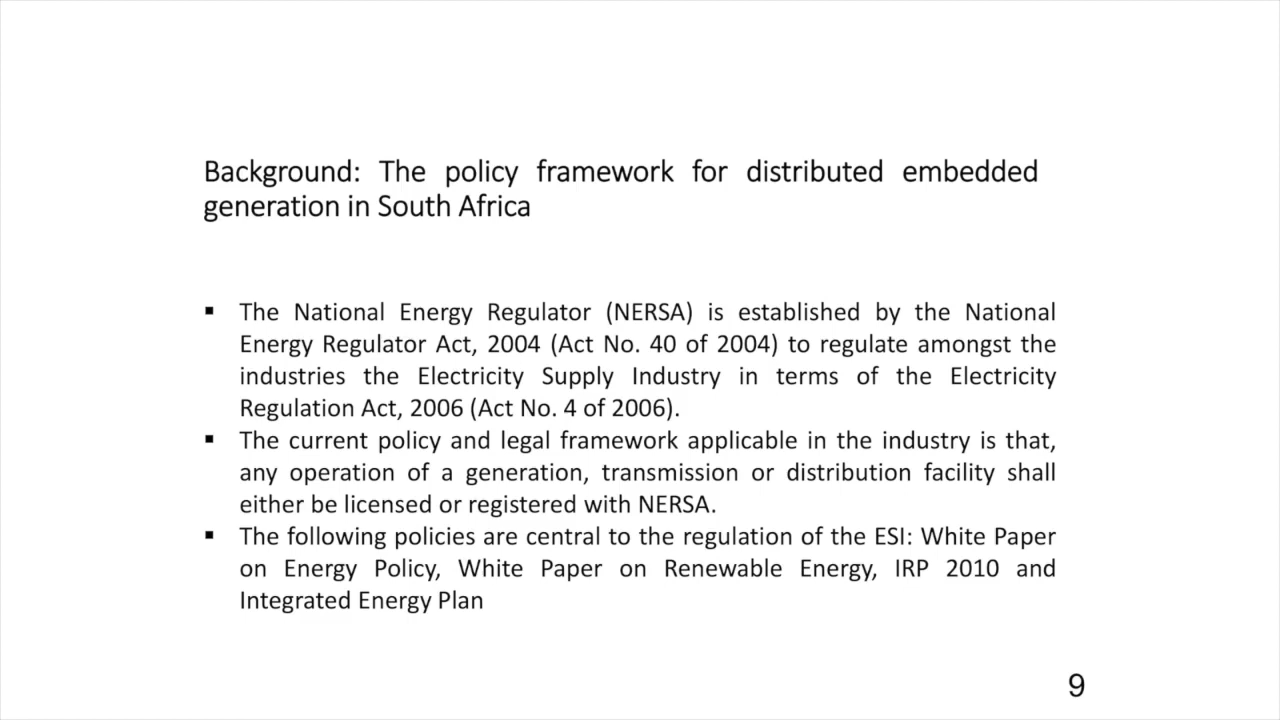 Background: The policy framework for distributed embedded
generation in South Africa
▪ The National Energy Regulator (NERSA) is established by the National
Energy Regulator Act, 2004 (Act No. 40 of 2004) to regulate amongst the
industries the Electricity Supply Industry in terms of the Electricity
Regulation Act, 2006 (Act No. 4 of 2006).
▪ The current policy and legal framework applicable in the industry is that,
any operation of a generation, transmission or distribution facility shall
either be licensed or registered with NERSA.
▪ The following policies are central to the regulation of the ESI: White Paper
on Energy Policy, White Paper on Renewable Energy, IRP 2010 and
Integrated Energy Plan
9